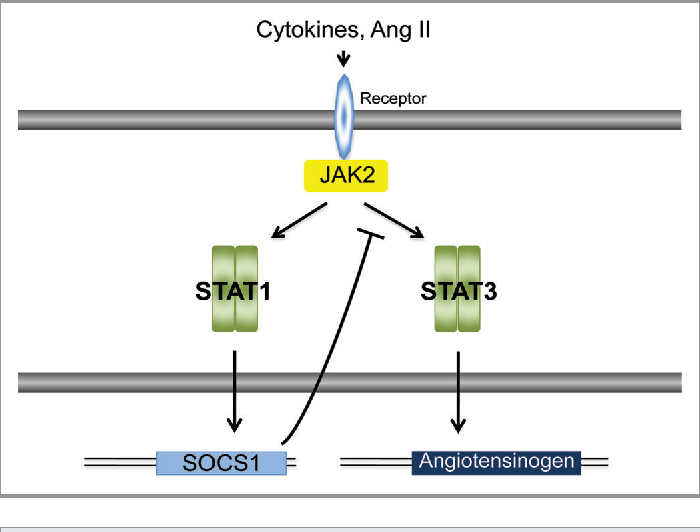 Cytokines, Ang II
Receptor
JAK2
STAT1
STAT3
SOCS1
Angiotensinogen